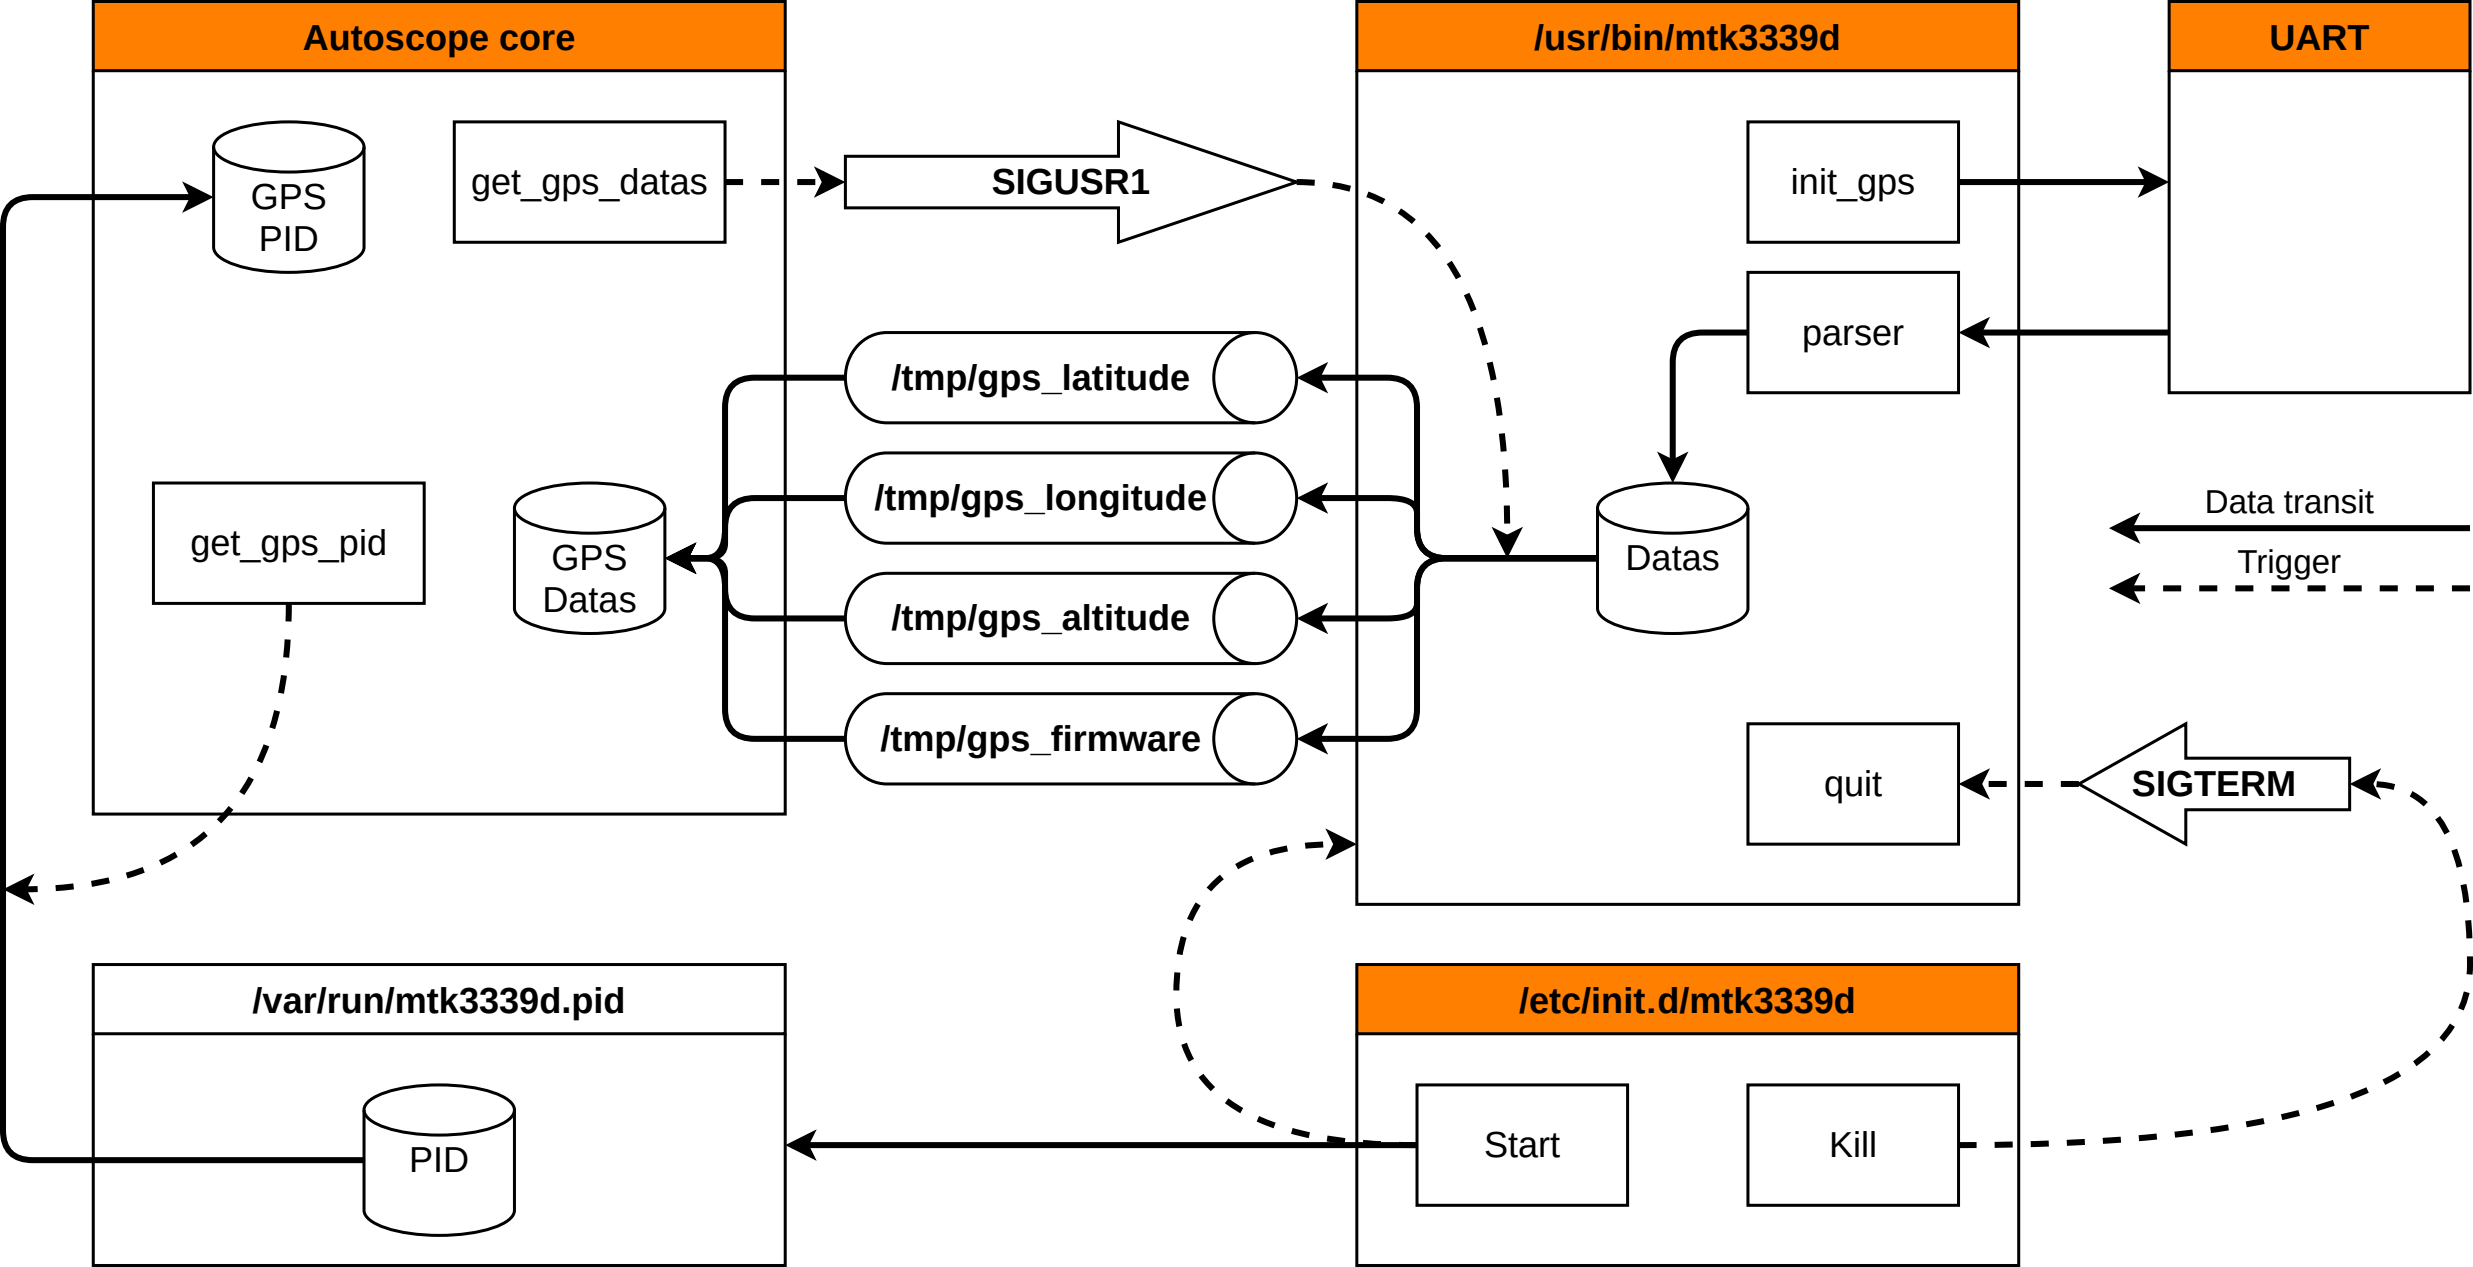 Autoscope core
/usr/bin/mtk3339d
UART
GPS
PID
get_gps_datas
SIGUSR1
init_gps
parser
/tmp/gps_latitude
/tmp/gps_longitude
/tmp/gps_altitude
/tmp/gps_firmware
get_gps_pid
GPS
Datas
Datas
Data transit
Trigger
quit
SIGTERM
/var/run/mtk3339d.pid
PID
/etc/init.d/mtk3339d
Start
Kill